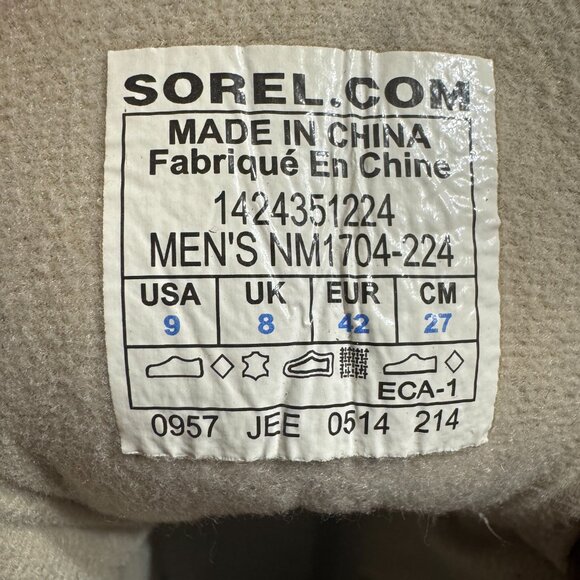 SOREL.COM
MADE IN CHINA
Fabriqué En Chine
1424351224
MEN'S NM1704-224
USA UK EUR CM
9 8 42 27
ECA-1
0957 JEE 0514 214